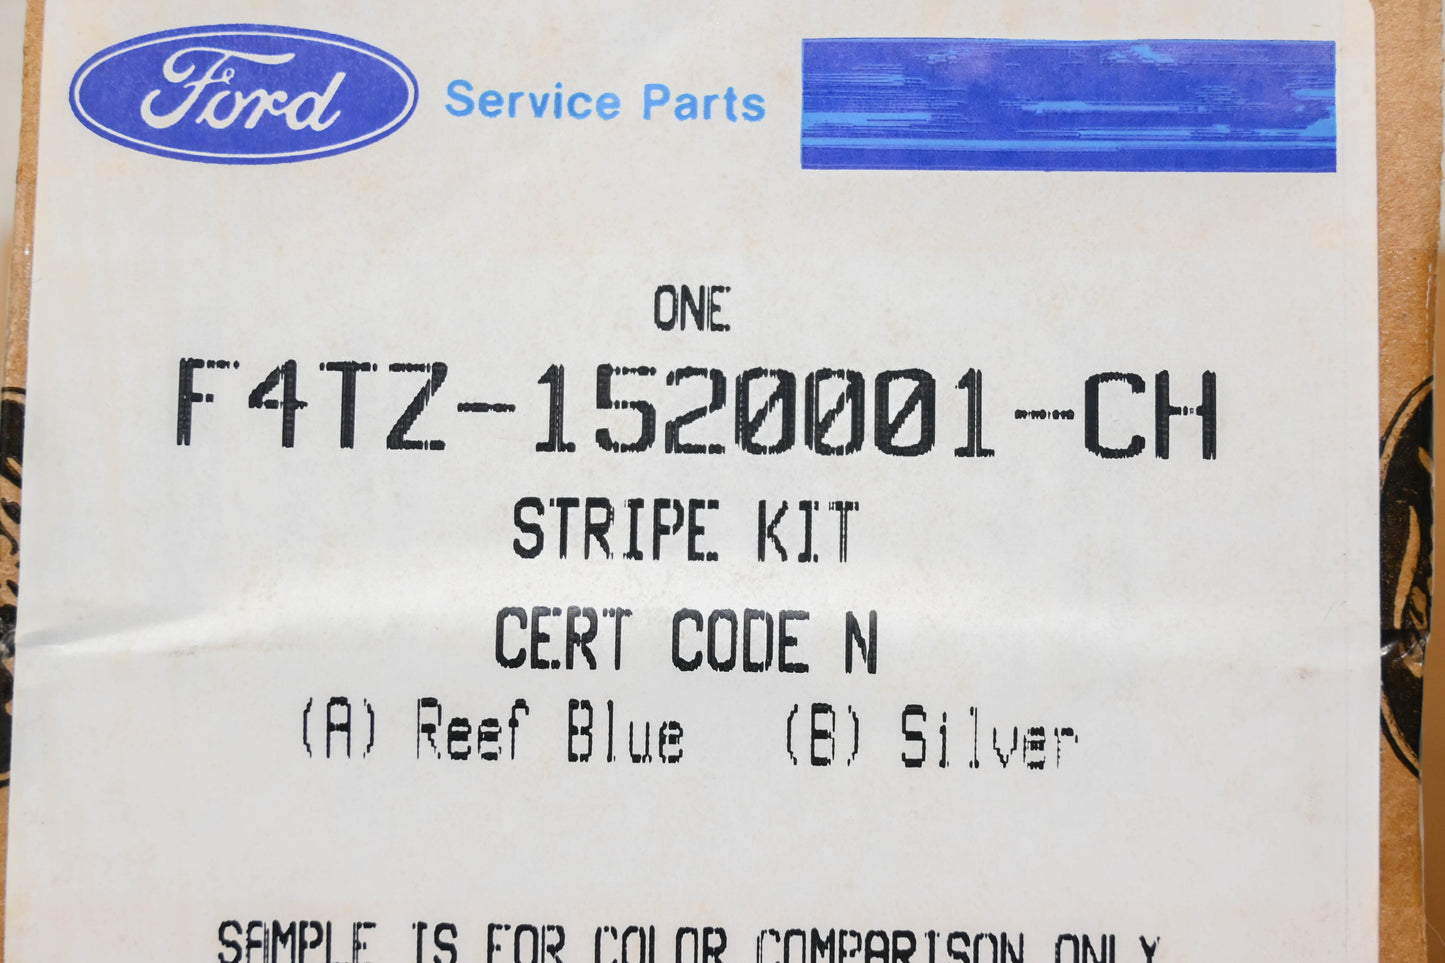 Ford Service Parts
ONE
F4TZ-1520001-CH
STRIPE KIT
CERT CODE N
(A) Reef Blue (B) Silver
SAMPLE IS FOR COLOR COMPARISON ONLY